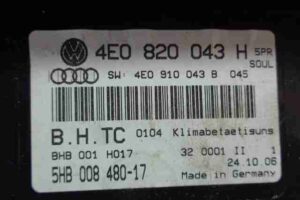 4E0 820 043 H 5PR
SOUL
SW: 4E0 910 043 B 045
B.H.TC 0104 Klimabetaetisuns
BHB 001 H017 32 0001 II 1
24.10.06
5HB 008 480-17 Made in Germany